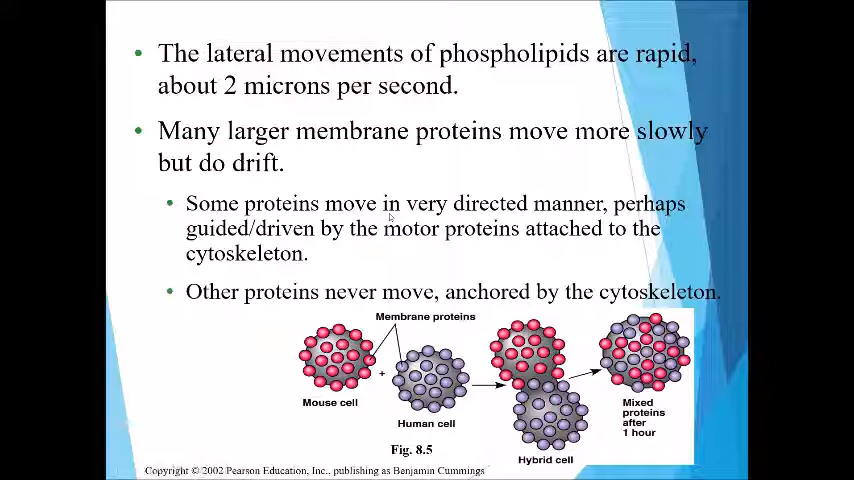 The lateral movements of phospholipids are rapid,
about 2 microns per second.
Many larger membrane proteins move more slowly
but do drift.
Some proteins move in very directed manner, perhaps
guided/driven by the motor proteins attached to the
cytoskeleton.
Other proteins never move, anchored by the cytoskeleton.
Membrane proteins
+
Mouse cell
Human cell
Hybrid cell
Mixed
proteins
after
1 hour
Fig. 8.5
Copyright © 2002 Pearson Education, Inc., publishing as Benjamin Cummings